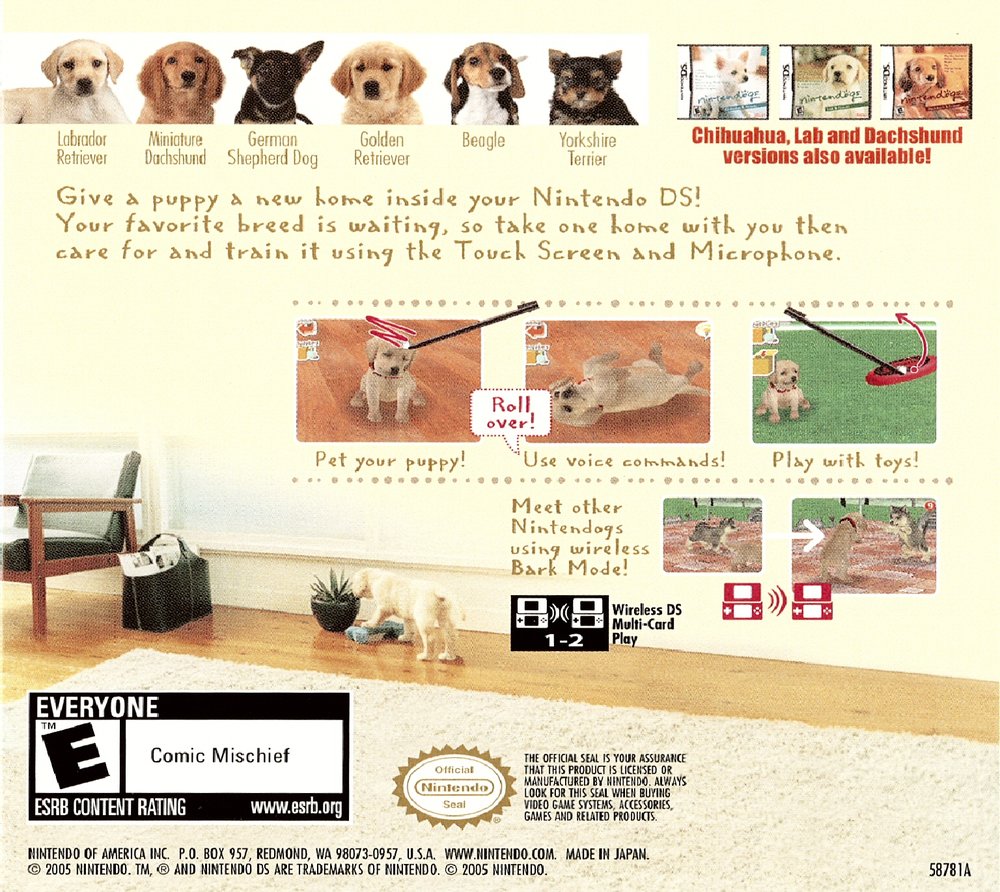 Labrador
Retriever
Miniature
Dachshund
German
Shepherd Dog
Golden
Retriever
Beagle
Yorkshire
Terrier
nintendogs
nintendogs
nintendogs
Chihuahua, Lab and Dachshund
versions also available!
Give a puppy a new home inside your Nintendo DS!
Your favorite breed is waiting, so take one home with you then
care for and train it using the Touch Screen and Microphone.
Roll
over!
Pet your puppy!
Use voice commands!
Play with toys!
Meet other
Nintendogs
using wireless
Bark Mode!
1-2
Wireless DS
Multi-Card
Play
EVERYONE
TM
E
Comic Mischief
ESRB CONTENT RATING www.esrb.org
Official
Nintendo
Seal
®
THE OFFICIAL SEAL IS YOUR ASSURANCE
THAT THIS PRODUCT IS LICENSED OR
MANUFACTURED BY NINTENDO. ALWAYS
LOOK FOR THIS SEAL WHEN BUYING
VIDEO GAME SYSTEMS, ACCESSORIES,
GAMES AND RELATED PRODUCTS.
NINTENDO OF AMERICA INC. P.O. BOX 957, REDMOND, WA 98073-0957, U.S.A. WWW.NINTENDO.COM. MADE IN JAPAN.
© 2005 NINTENDO. TM, ® AND NINTENDO DS ARE TRADEMARKS OF NINTENDO. © 2005 NINTENDO.
58781A